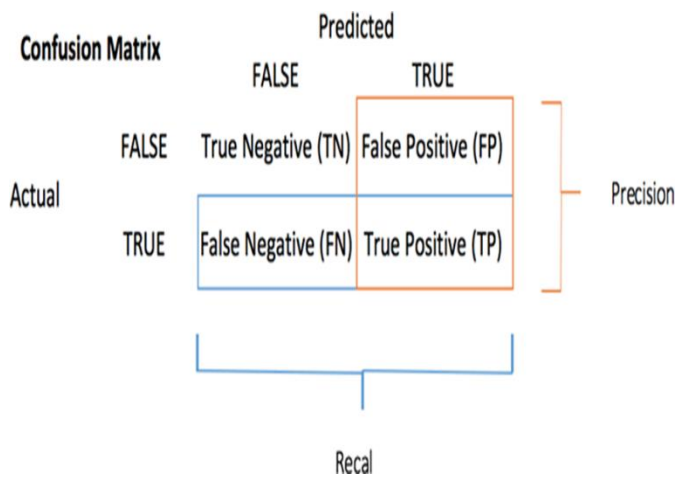 Predicted
Confusion Matrix
FALSE TRUE
FALSE True Negative (TN) False Positive (FP)
Actual Precision
TRUE False Negative (FN) True Positive (TP)
Recal